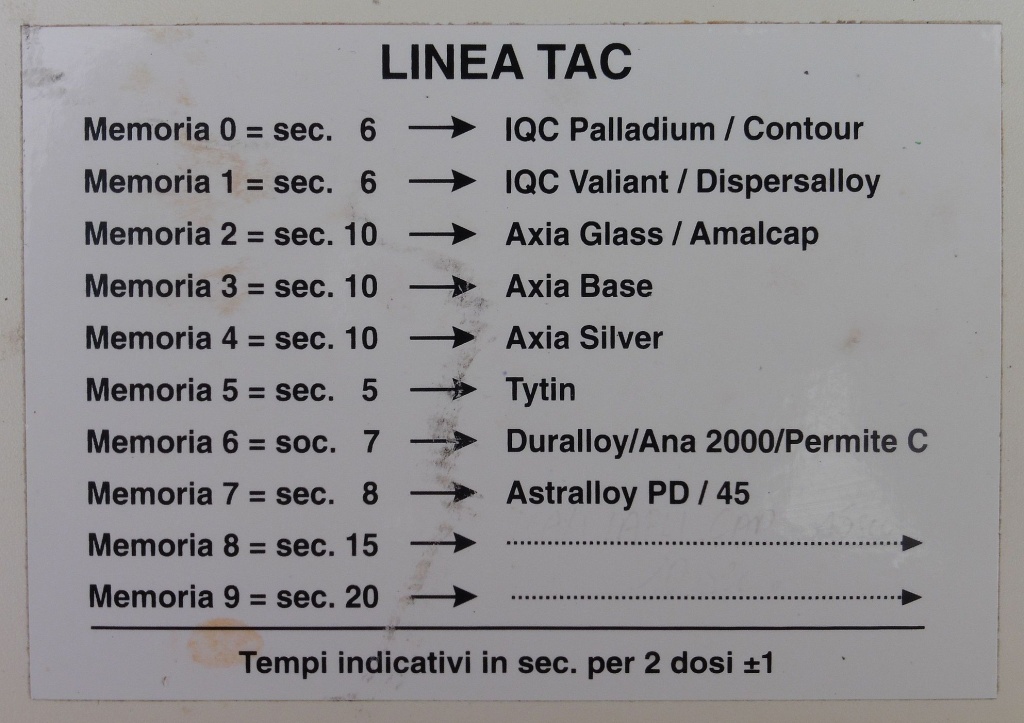 LINEA TAC
Memoria 0 = sec. 6 → IQC Palladium / Contour
Memoria 1 = sec. 6 → IQC Valiant / Dispersalloy
Memoria 2 = sec. 10 → Axia Glass / Amalcap
Memoria 3 = sec. 10 → Axia Base
Memoria 4 = sec. 10 → Axia Silver
Memoria 5 = sec. 5 → Tytin
Memoria 6 = soc. 7 → Duralloy/Ana 2000/Permite C
Memoria 7 = sec. 8 → Astralloy PD / 45
Memoria 8 = sec. 15 →
Memoria 9 = sec. 20 →
Tempi indicativi in sec. per 2 dosi ±1